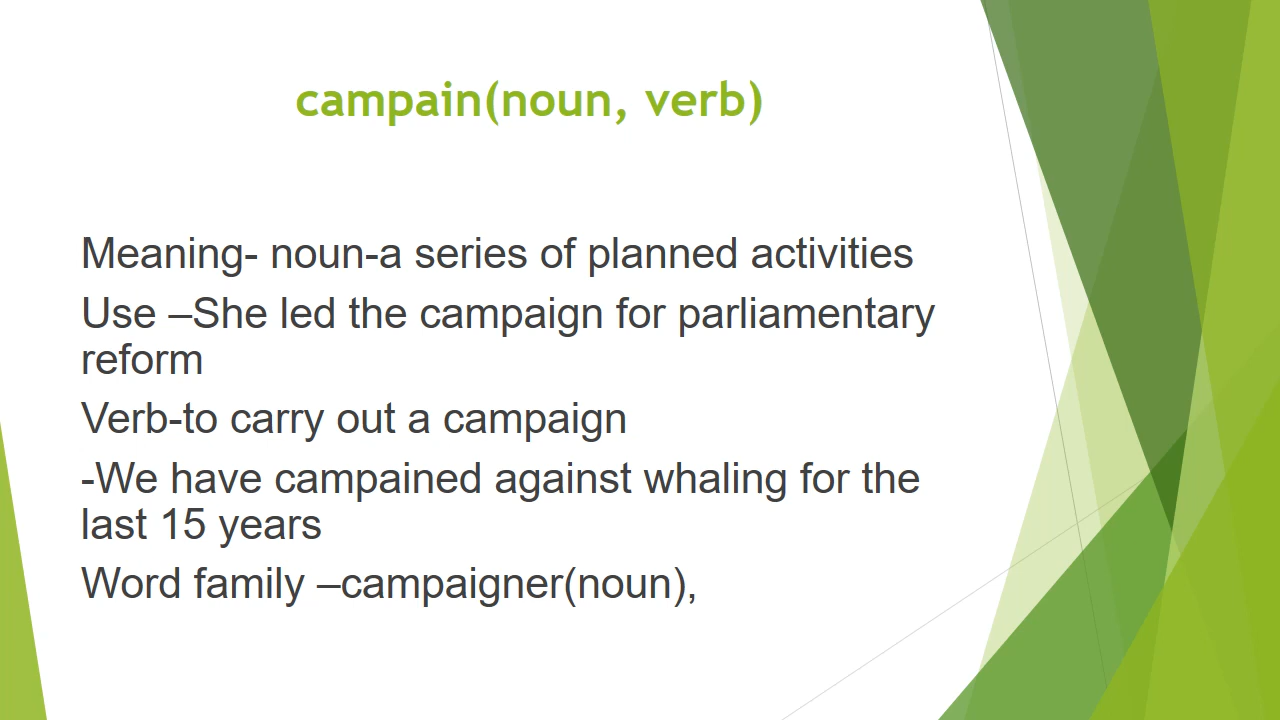 campain(noun, verb)
Meaning- noun-a series of planned activities
Use –She led the campaign for parliamentary
reform
Verb-to carry out a campaign
-We have campained against whaling for the
last 15 years
Word family –campaigner(noun),